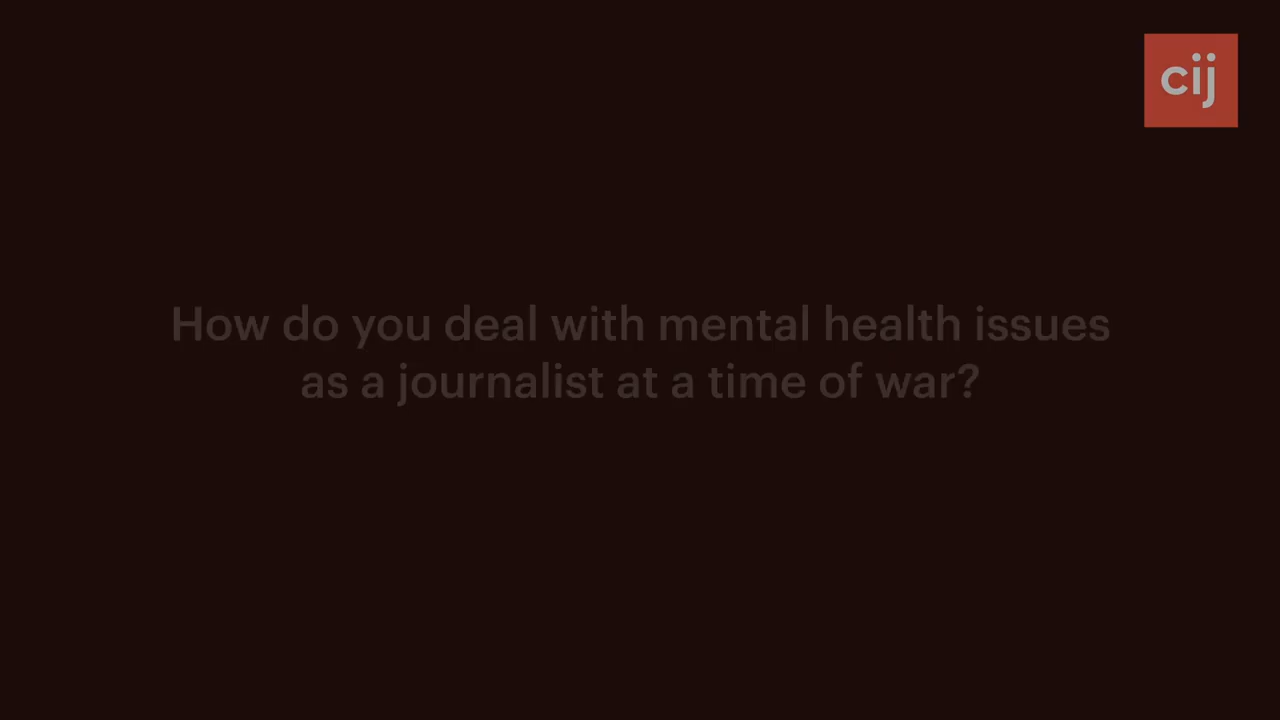 cij
How do you deal with mental health issues
as a journalist at a time of war?